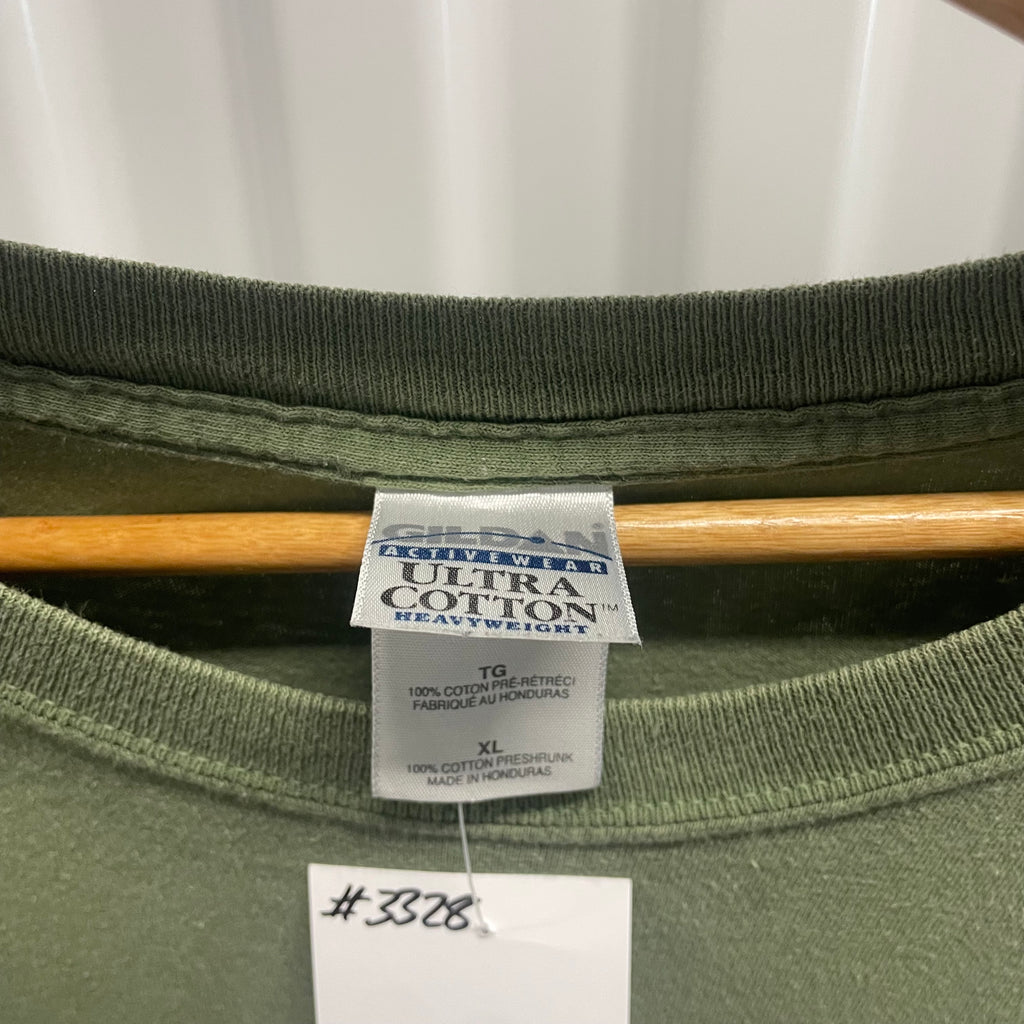 GILDAN
ACTIVEWEAR
ULTRA
COTTON™
HEAVYWEIGHT
TG
100% COTON PRÉ-RÉTRÉCI
FABRIQUÉ AU HONDURAS
XL
100% COTTON PRESHRUNK
MADE IN HONDURAS
#3328